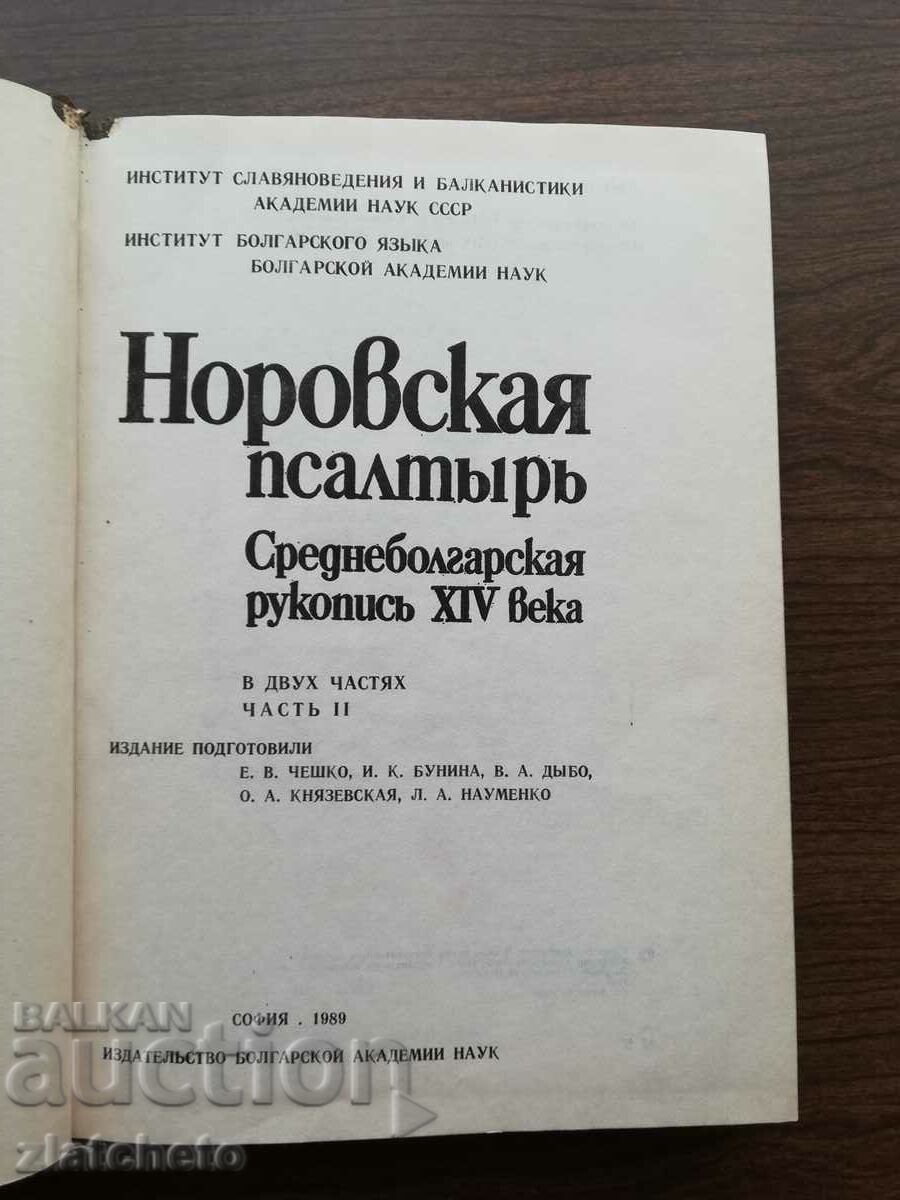 ИНСТИТУТ СЛАВЯНОВЕДЕНИЯ И БАЛКАНИСТИКИ
АКАДЕМИИ НАУК СССР
ИНСТИТУТ БОЛГАРСКОГО ЯЗЫКА
БОЛГАРСКОЙ АКАДЕМИИ НАУК
Норовская
псалтырь
Среднеболгарская
рукопись XIV века
В ДВУХ ЧАСТЯХ
ЧАСТЬ II
ИЗДАНИЕ ПОДГОТОВИЛИ
Е. В. ЧЕШКО, И. К. БУНИНА, В. А. ДЫБО,
О. А. КНЯЗЕВСКАЯ, Л. А. НАУМЕНКО
СОФИЯ . 1989
ИЗДАТЕЛЬСТВО БОЛГАРСКОЙ АКАДЕМИИ НАУК
BALKAN
auction
zlatcheto